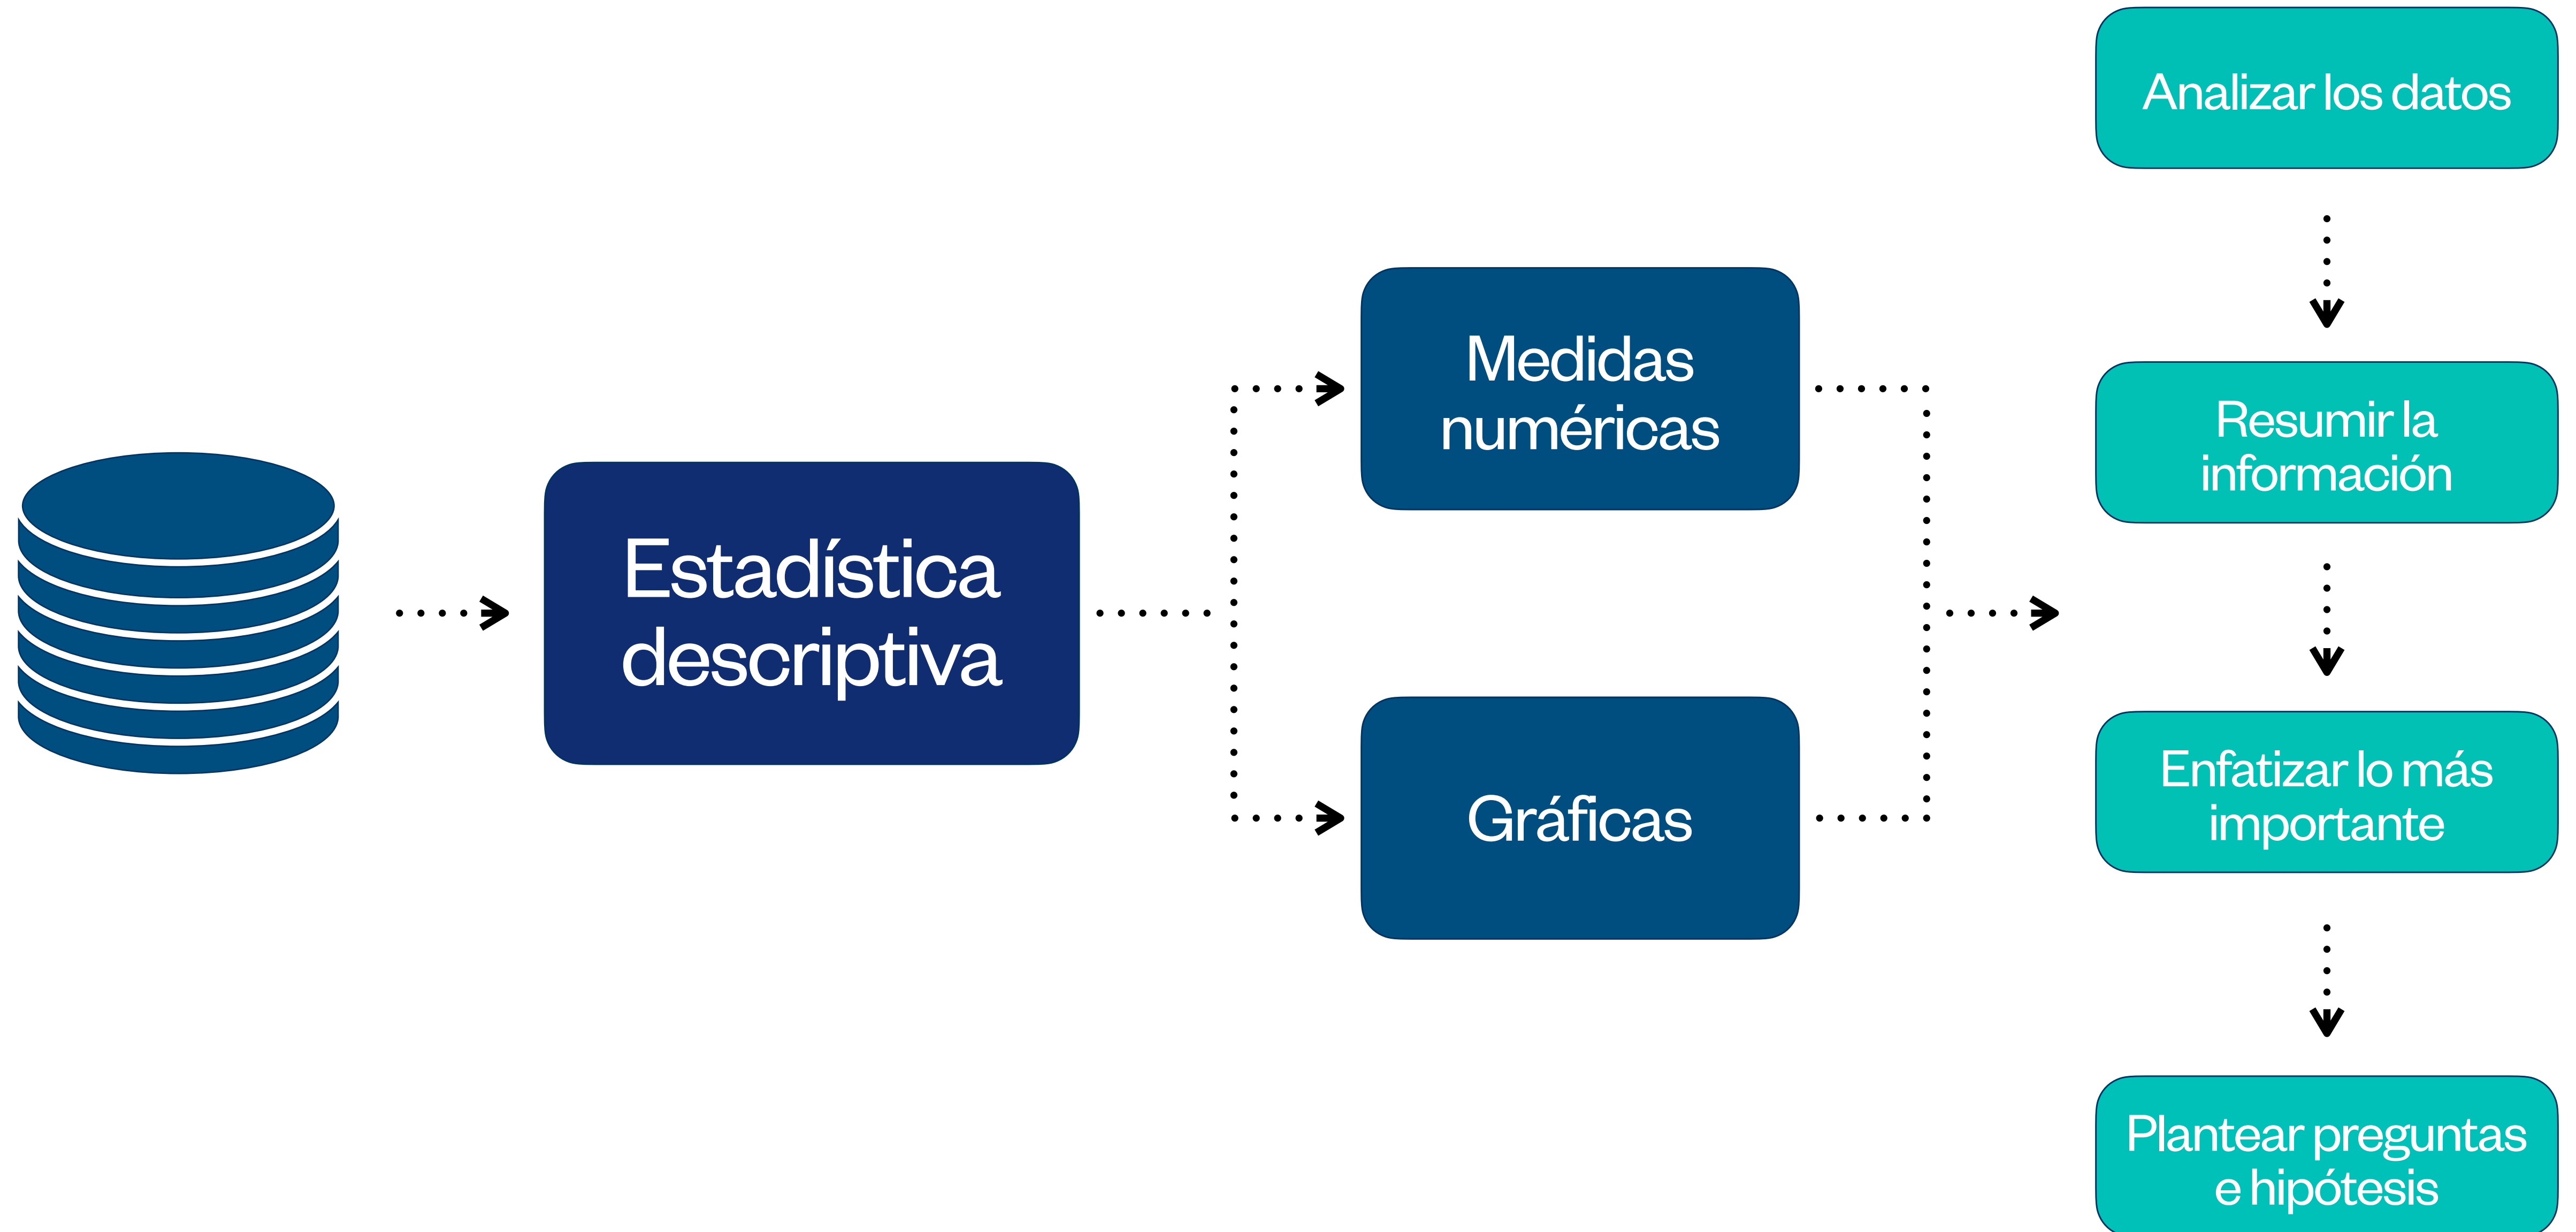 Estadística
descriptiva
Medidas
numéricas
Gráficas
Analizar los datos
Resumir la
información
Enfatizar lo más
importante
Plantear preguntas
e hipótesis